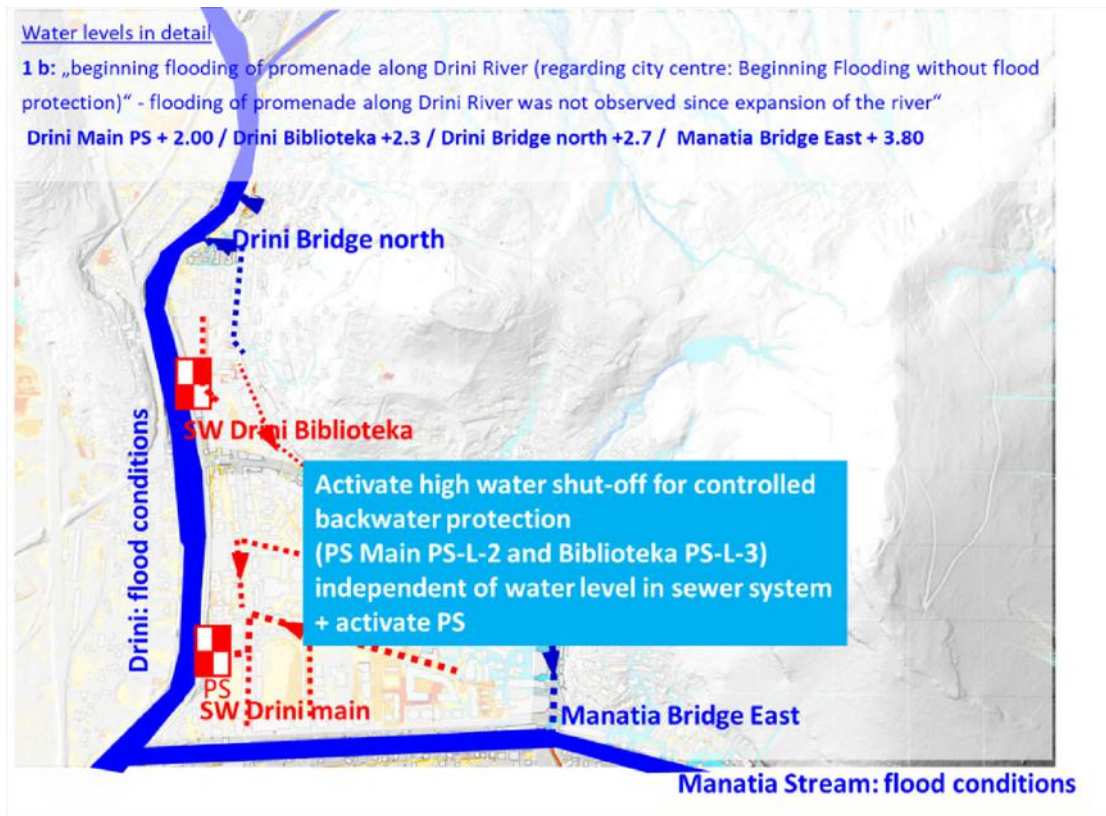 Water levels in detail
1 b: „beginning flooding of promenade along Drini River (regarding city centre: Beginning Flooding without flood
protection)“ - flooding of promenade along Drini River was not observed since expansion of the river“
Drini Main PS + 2.00 / Drini Biblioteka +2.3 / Drini Bridge north +2.7 / Manatia Bridge East + 3.80
Drini Bridge north
SW Drini Biblioteka
Drini: flood conditions
Activate high water shut-off for controlled
backwater protection
(PS Main PS-L-2 and Biblioteka PS-L-3)
independent of water level in sewer system
+ activate PS
PS
SW Drini main
Manatia Bridge East
Manatia Stream: flood conditions